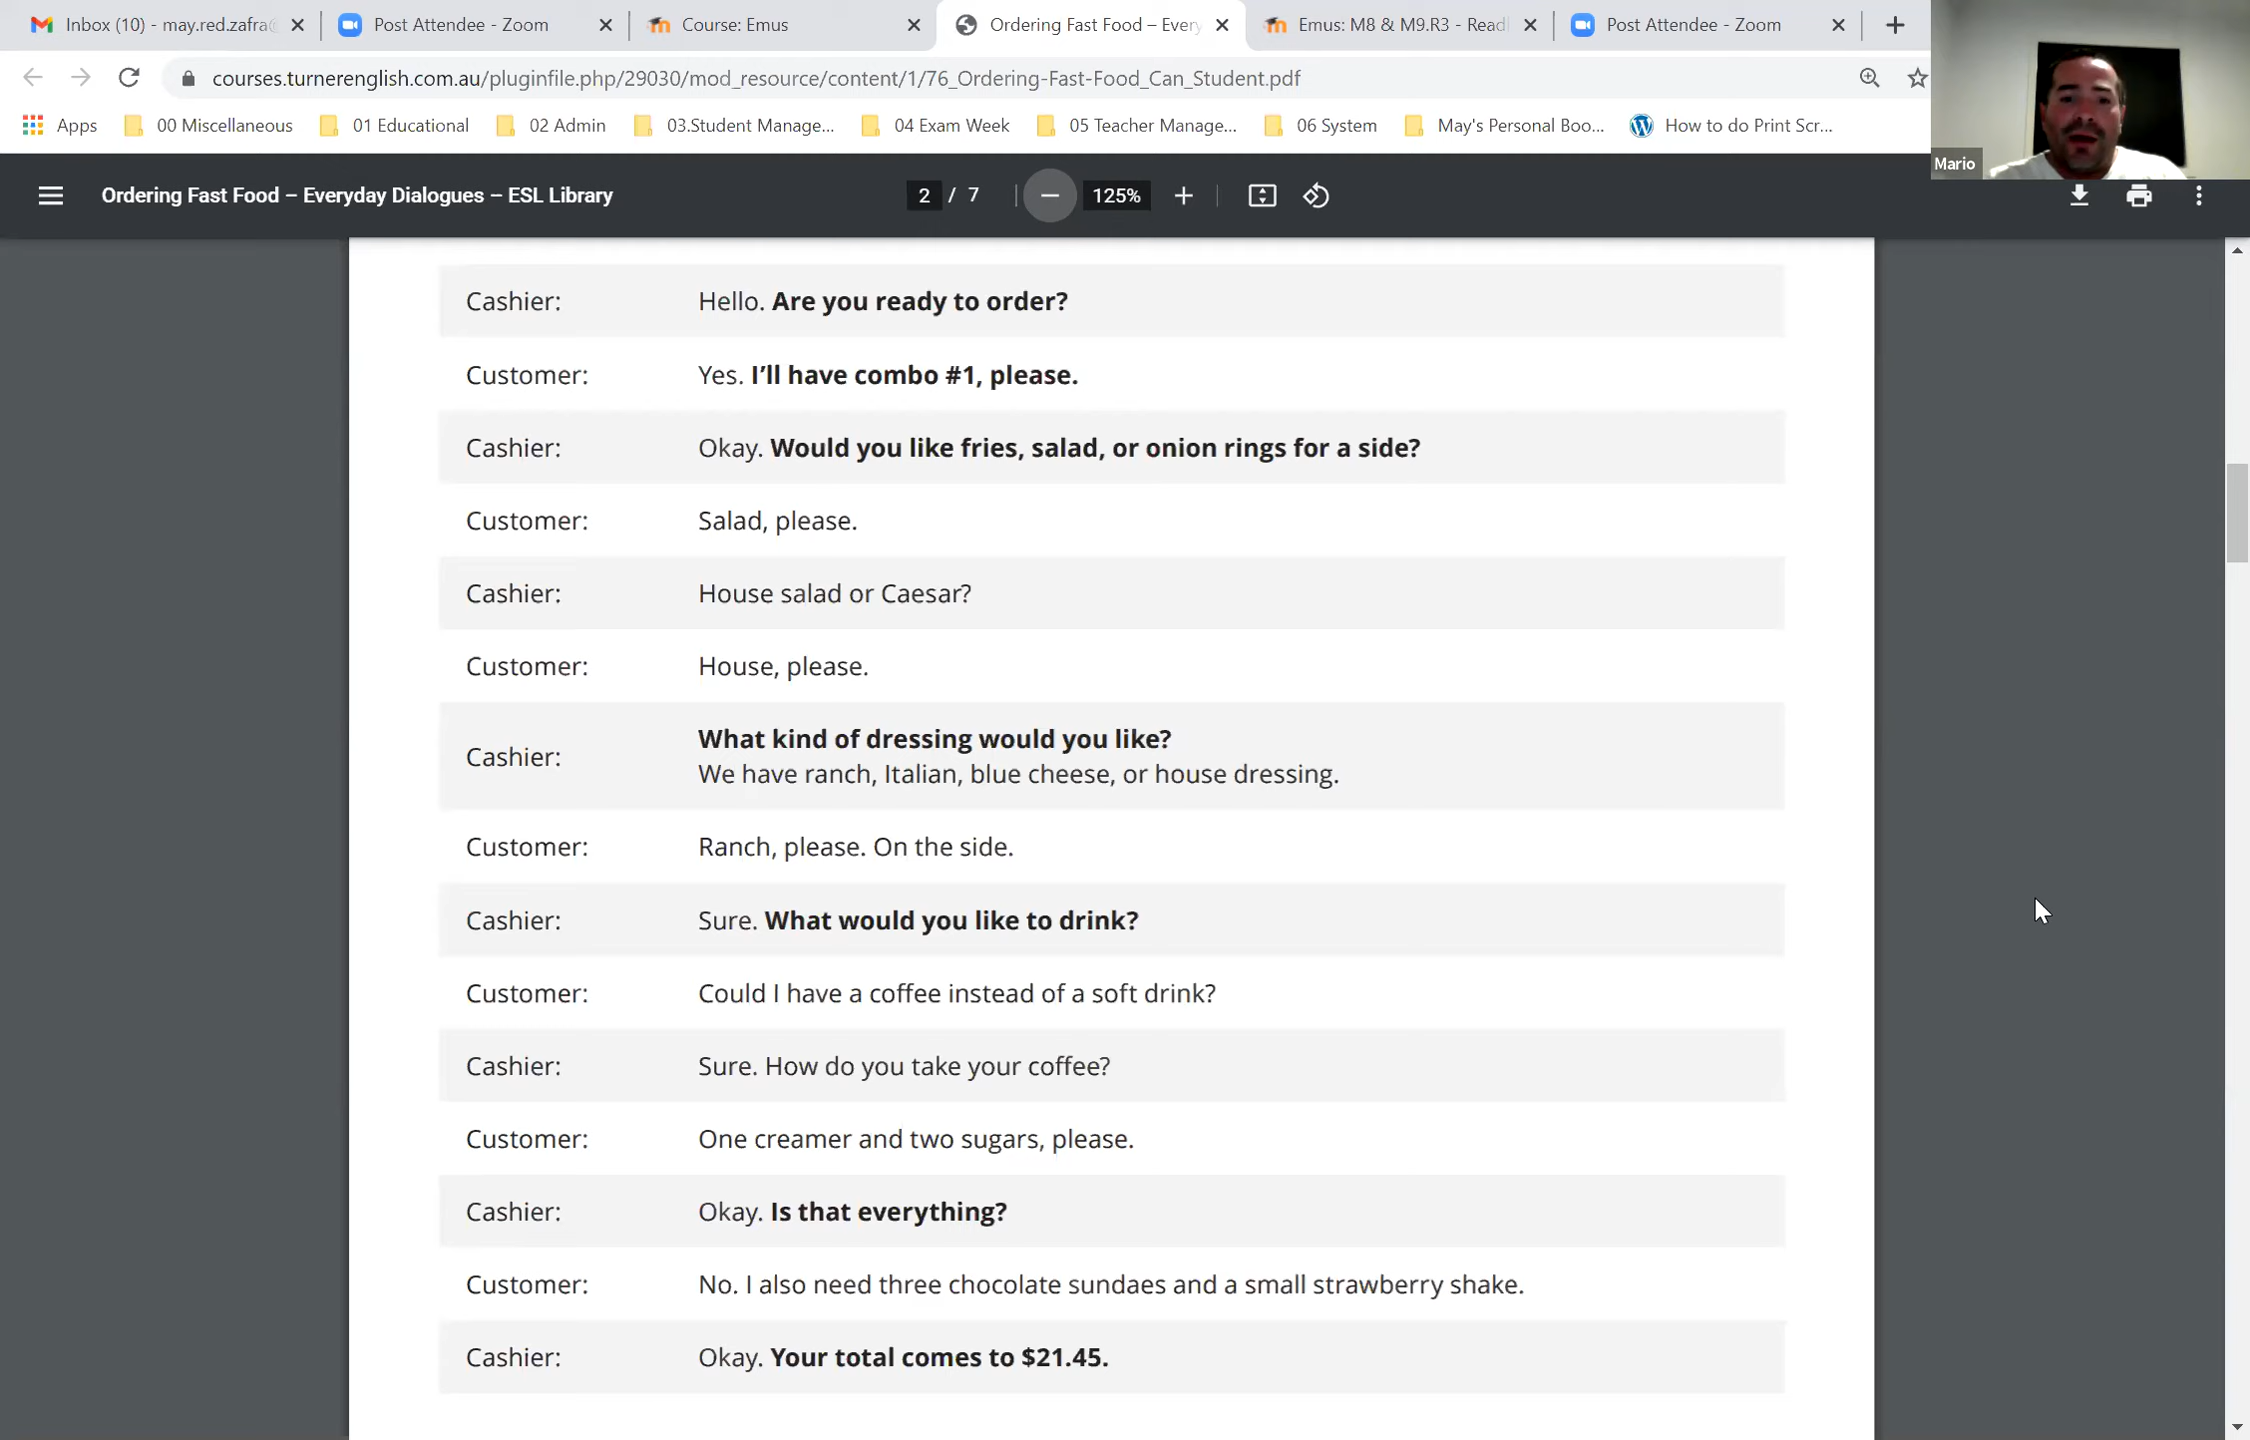 Inbox (10) - may.red.zafra@
Post Attendee - Zoom
Course: Emus
Ordering Fast Food – Every
Emus: M8 & M9.R3 - Readi
Post Attendee - Zoom
courses.turnerenglish.com.au/pluginfile.php/29030/mod_resource/content/1/76_Ordering-Fast-Food_Can_Student.pdf
Apps
00 Miscellaneous
01 Educational
02 Admin
03.Student Manage...
04 Exam Week
05 Teacher Manage...
06 System
May's Personal Boo...
How to do Print Scr...
Mario
Ordering Fast Food – Everyday Dialogues – ESL Library
2 / 7
125%
Cashier: Hello. Are you ready to order?
Customer: Yes. I’ll have combo #1, please.
Cashier: Okay. Would you like fries, salad, or onion rings for a side?
Customer: Salad, please.
Cashier: House salad or Caesar?
Customer: House, please.
Cashier: What kind of dressing would you like?
We have ranch, Italian, blue cheese, or house dressing.
Customer: Ranch, please. On the side.
Cashier: Sure. What would you like to drink?
Customer: Could I have a coffee instead of a soft drink?
Cashier: Sure. How do you take your coffee?
Customer: One creamer and two sugars, please.
Cashier: Okay. Is that everything?
Customer: No. I also need three chocolate sundaes and a small strawberry shake.
Cashier: Okay. Your total comes to $21.45.